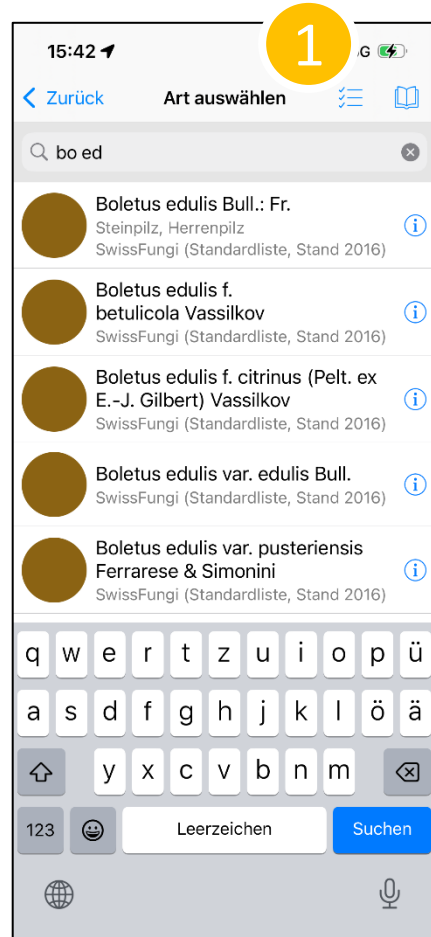 15:42
1
G
Zurück
Art auswählen
bo ed
Boletus edulis Bull.: Fr.
Steinpilz, Herrenpilz
SwissFungi (Standardliste, Stand 2016)
Boletus edulis f.
betulicola Vassilkov
SwissFungi (Standardliste, Stand 2016)
Boletus edulis f. citrinus (Pelt. ex
E.-J. Gilbert) Vassilkov
SwissFungi (Standardliste, Stand 2016)
Boletus edulis var. edulis Bull.
SwissFungi (Standardliste, Stand 2016)
Boletus edulis var. pusteriensis
Ferrarese & Simonini
SwissFungi (Standardliste, Stand 2016)
q w e r t z u i o p ü
a s d f g h j k l ö ä
y x c v b n m
123 Leerzeichen Suchen